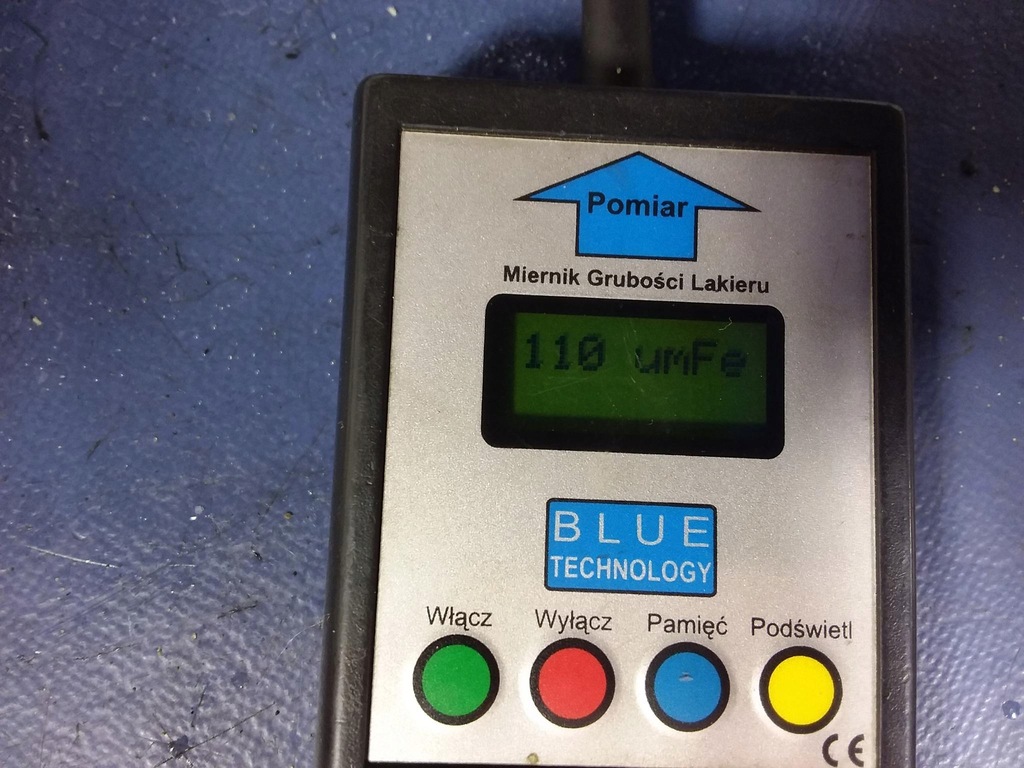 Pomiar
Miernik Grubości Lakieru
110 umFe
BLUE
TECHNOLOGY
Włącz Wyłącz Pamięć Podświetl
CE